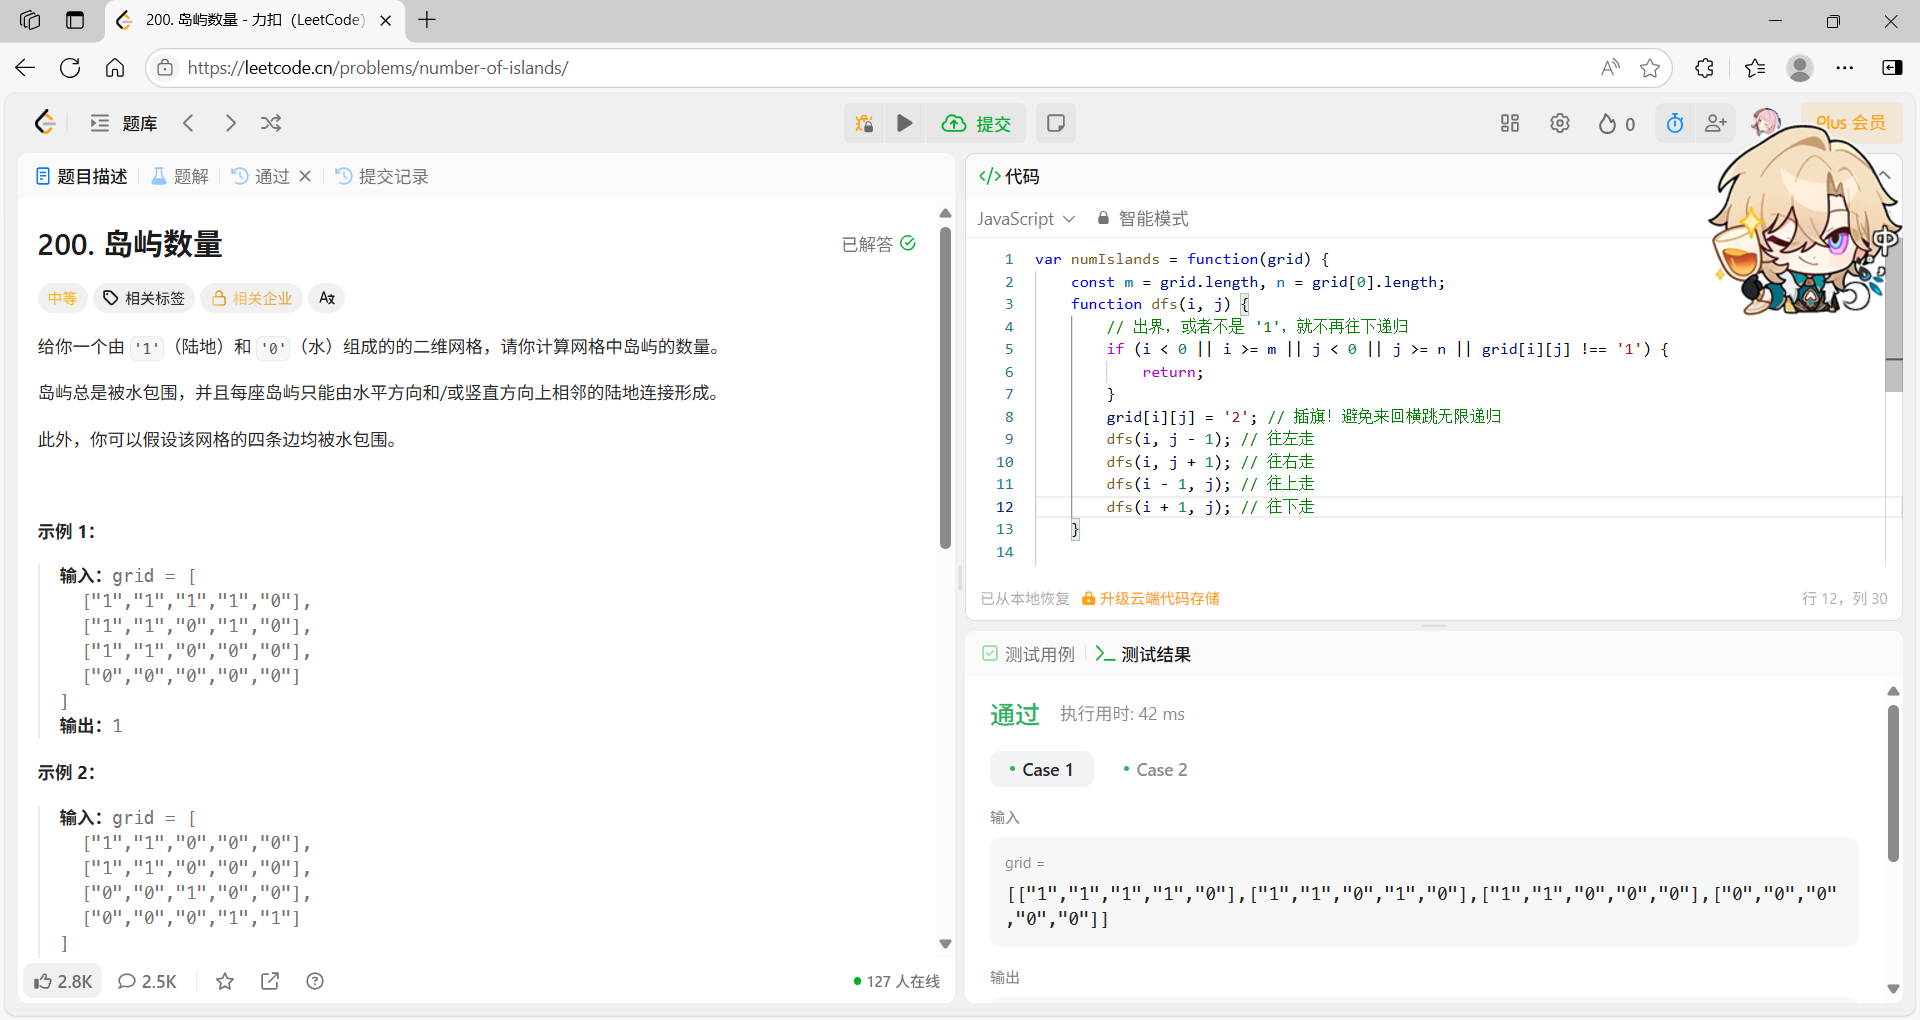 200. 岛屿数量 - 力扣（LeetCode）
https://leetcode.cn/problems/number-of-islands/
题库
提交
0
Plus 会员
题目描述
题解
通过
提交记录
200. 岛屿数量
已解答
中等
相关标签
相关企业
给你一个由 '1'（陆地）和 '0'（水）组成的的二维网格，请你计算网格中岛屿的数量。
岛屿总是被水包围，并且每座岛屿只能由水平方向和/或竖直方向上相邻的陆地连接形成。
此外，你可以假设该网格的四条边均被水包围。
示例 1：
输入：grid = [
["1","1","1","1","0"],
["1","1","0","1","0"],
["1","1","0","0","0"],
["0","0","0","0","0"]
]
输出：1
示例 2：
输入：grid = [
["1","1","0","0","0"],
["1","1","0","0","0"],
["0","0","1","0","0"],
["0","0","0","1","1"]
]
2.8K
2.5K
127 人在线
</> 代码
JavaScript
智能模式
中
1 var numIslands = function(grid) {
2 const m = grid.length, n = grid[0].length;
3 function dfs(i, j) {
4 // 出界，或者不是 '1'，就不再往下递归
5 if (i < 0 || i >= m || j < 0 || j >= n || grid[i][j] !== '1') {
6 return;
7 }
8 grid[i][j] = '2'; // 插旗！避免来回横跳无限递归
9 dfs(i, j - 1); // 往左走
10 dfs(i, j + 1); // 往右走
11 dfs(i - 1, j); // 往上走
12 dfs(i + 1, j); // 往下走
13 }
14
已从本地恢复
升级云端代码存储
行 12，列 30
测试用例
测试结果
通过
执行用时: 42 ms
Case 1
Case 2
输入
grid =
[["1","1","1","1","0"],["1","1","0","1","0"],["1","1","0","0","0"],["0","0","0"
,"0","0"]]
输出